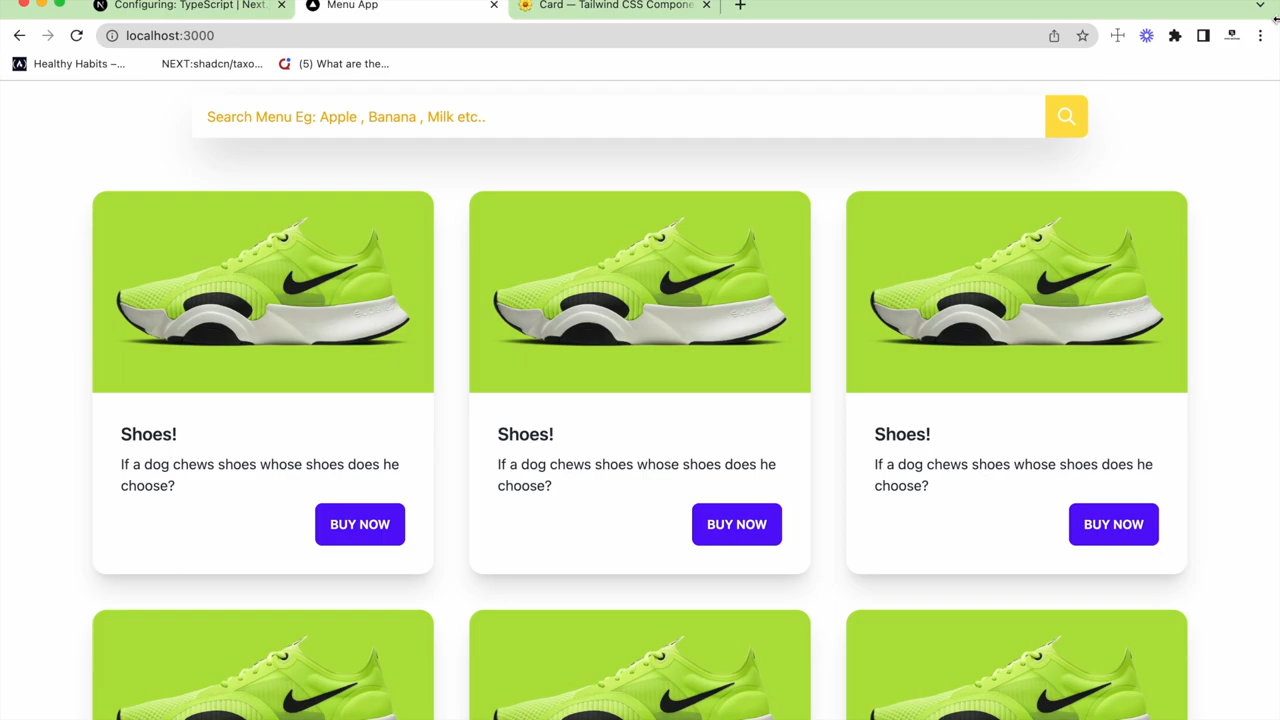 Configuring: TypeScript | Next.
Menu App
Card — Tailwind CSS Compone
localhost:3000
Healthy Habits –...
NEXT:shadcn/taxo...
(5) What are the...
Search Menu Eg: Apple , Banana , Milk etc..
Shoes!
If a dog chews shoes whose shoes does he
choose?
BUY NOW
Shoes!
If a dog chews shoes whose shoes does he
choose?
BUY NOW
Shoes!
If a dog chews shoes whose shoes does he
choose?
BUY NOW